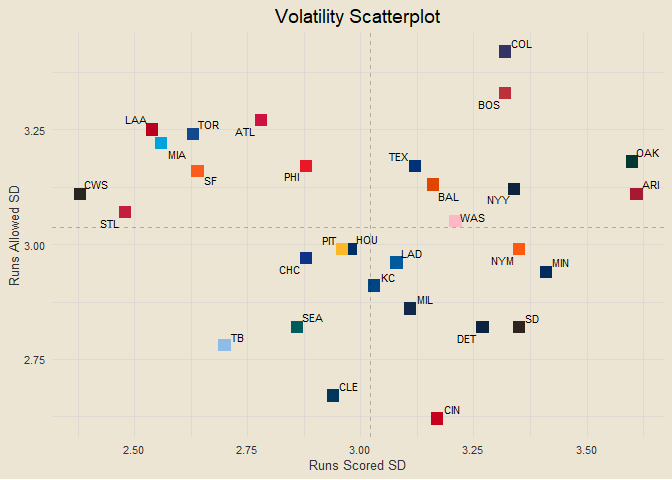 Volatility Scatterplot
COL
BOS
LAA
TOR
ATL
3.25
MIA
TEX
OAK
PHI
SF
CWS
BAL
NYY
ARI
STL
WAS
3.00
PIT
HOU
LAD
NYM
MIN
CHC
KC
MIL
SEA
SD
DET
TB
2.75
CLE
CIN
Runs Allowed SD
2.50
2.75
3.00
3.25
3.50
Runs Scored SD